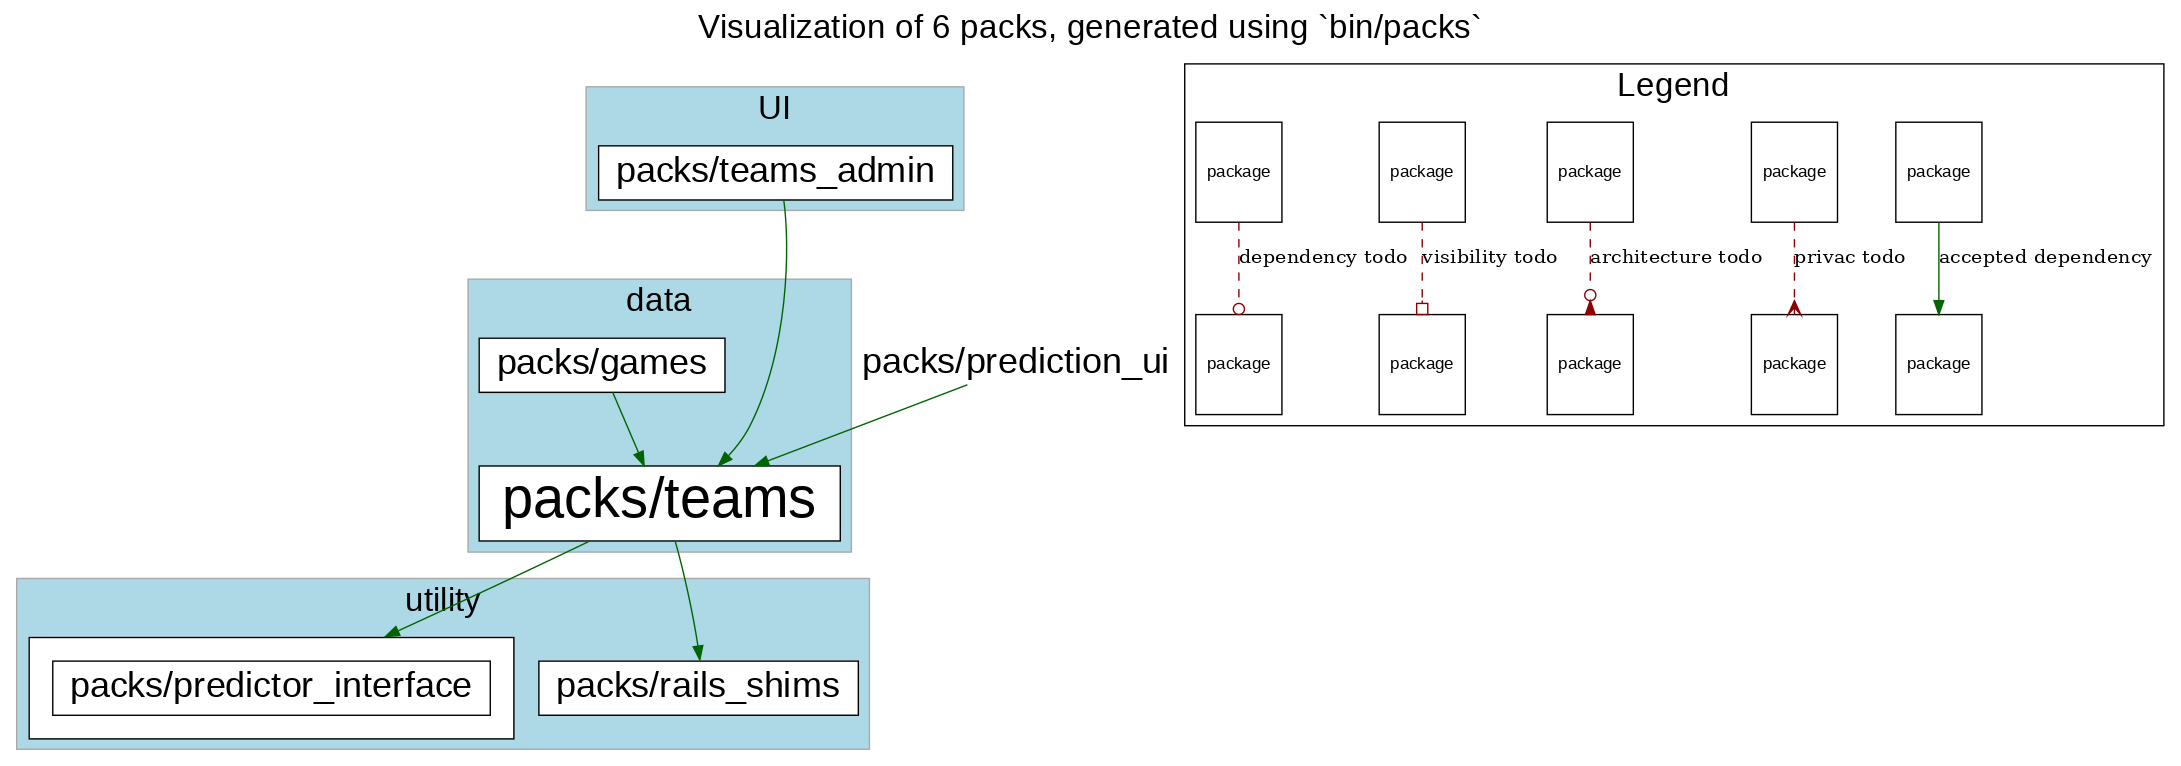 Visualization of 6 packs, generated using `bin/packs`
UI
packs/teams_admin
data
packs/games
packs/prediction_ui
packs/teams
utility
packs/predictor_interface
packs/rails_shims
Legend
package
package
package
package
package
dependency todo
visibility todo
architecture todo
privac todo
accepted dependency
package
package
package
package
package